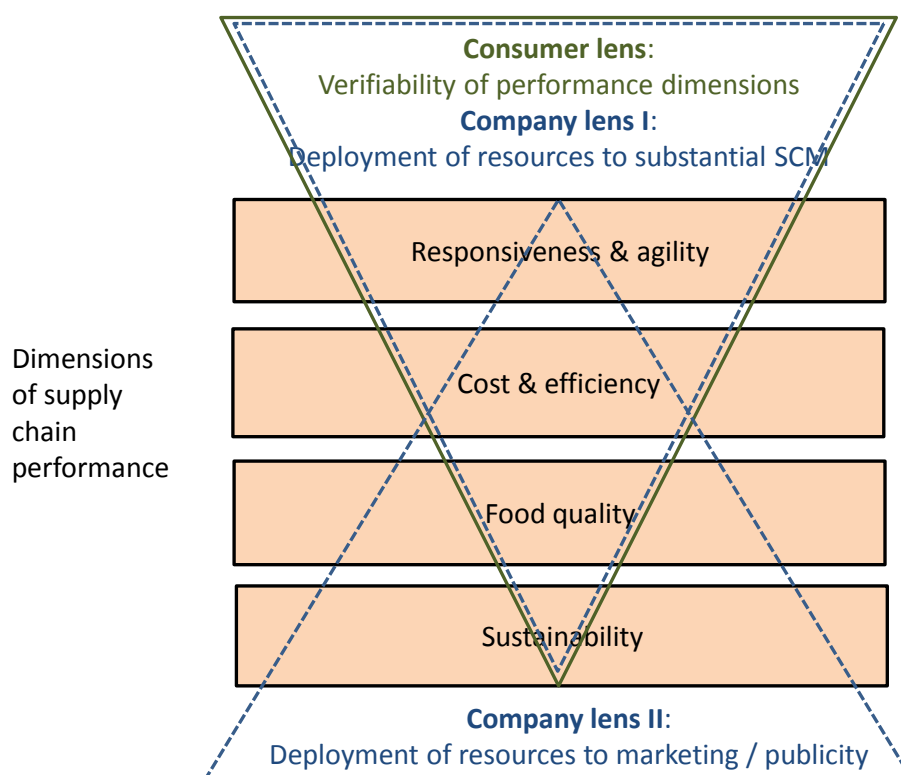 Consumer lens:
Verifiability of performance dimensions
Company lens I:
Deployment of resources to substantial SCM
Responsiveness & agility
Dimensions
of supply
chain
performance
Cost & efficiency
Food quality
Sustainability
Company lens II:
Deployment of resources to marketing / publicity